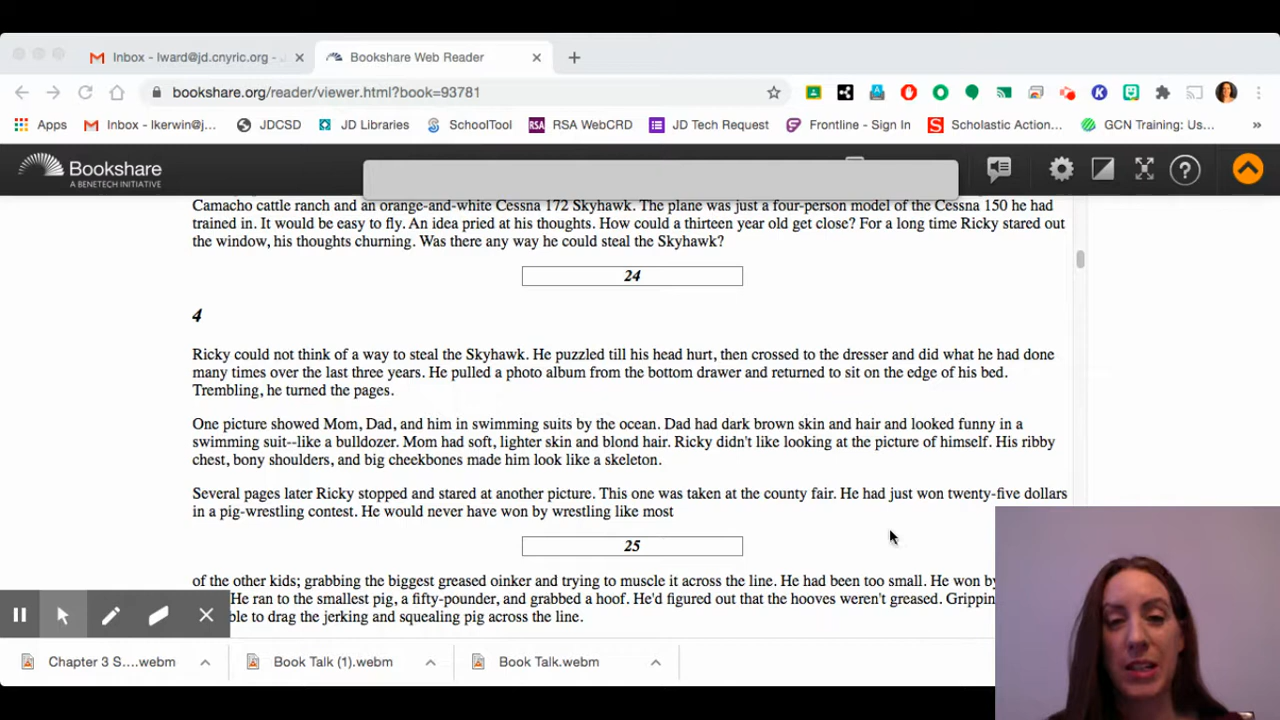 Inbox - lward@jd.cnyric.org -
Bookshare Web Reader
bookshare.org/reader/viewer.html?book=93781
Apps
Inbox - lkerwin@j...
JDCSD
JD Libraries
SchoolTool
RSA
RSA WebCRD
JD Tech Request
Frontline - Sign In
S
Scholastic Action...
GCN Training: Us...
»
Bookshare
A BENETECH INITIATIVE
Camacho cattle ranch and an orange-and-white Cessna 172 Skyhawk. The plane was just a four-person model of the Cessna 150 he had
trained in. It would be easy to fly. An idea pried at his thoughts. How could a thirteen year old get close? For a long time Ricky stared out
the window, his thoughts churning. Was there any way he could steal the Skyhawk?
24
4
Ricky could not think of a way to steal the Skyhawk. He puzzled till his head hurt, then crossed to the dresser and did what he had done
many times over the last three years. He pulled a photo album from the bottom drawer and returned to sit on the edge of his bed.
Trembling, he turned the pages.
One picture showed Mom, Dad, and him in swimming suits by the ocean. Dad had dark brown skin and hair and looked funny in a
swimming suit--like a bulldozer. Mom had soft, lighter skin and blond hair. Ricky didn't like looking at the picture of himself. His ribby
chest, bony shoulders, and big cheekbones made him look like a skeleton.
Several pages later Ricky stopped and stared at another picture. This one was taken at the county fair. He had just won twenty-five dollars
in a pig-wrestling contest. He would never have won by wrestling like most
25
of the other kids; grabbing the biggest greased oinker and trying to muscle it across the line. He had been too small. He won by
He ran to the smallest pig, a fifty-pounder, and grabbed a hoof. He'd figured out that the hooves weren't greased.
to drag the jerking and squealing pig across the line.
Chapter 3 S....webm
Book Talk (1).webm
Book Talk.webm